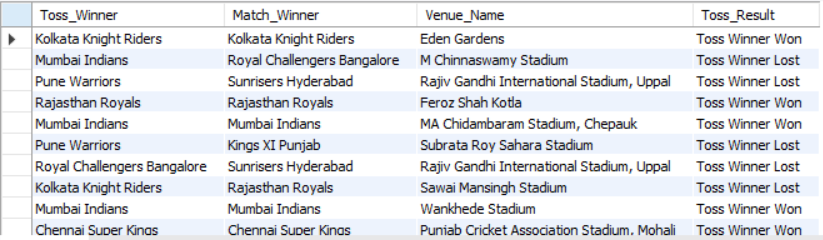 Toss_Winner Match_Winner Venue_Name Toss_Result
Kolkata Knight Riders Kolkata Knight Riders Eden Gardens Toss Winner Won
Mumbai Indians Royal Challengers Bangalore M Chinnaswamy Stadium Toss Winner Lost
Pune Warriors Sunrisers Hyderabad Rajiv Gandhi International Stadium, Uppal Toss Winner Lost
Rajasthan Royals Rajasthan Royals Feroz Shah Kotla Toss Winner Won
Mumbai Indians Mumbai Indians MA Chidambaram Stadium, Chepauk Toss Winner Won
Pune Warriors Kings XI Punjab Subrata Roy Sahara Stadium Toss Winner Lost
Royal Challengers Bangalore Sunrisers Hyderabad Rajiv Gandhi International Stadium, Uppal Toss Winner Lost
Kolkata Knight Riders Rajasthan Royals Sawai Mansingh Stadium Toss Winner Lost
Mumbai Indians Mumbai Indians Wankhede Stadium Toss Winner Won
Chennai Super Kings Chennai Super Kings Punjab Cricket Association Stadium, Mohali Toss Winner Won